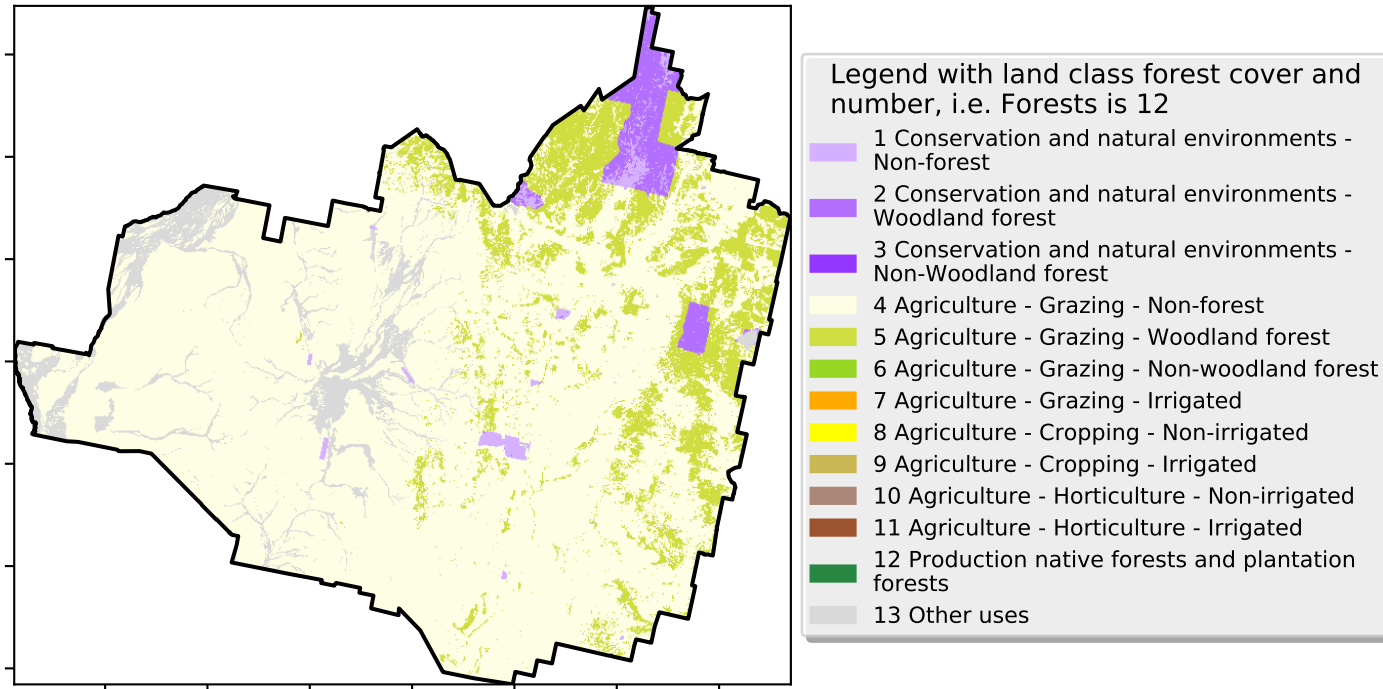 Legend with land class forest cover and
number, i.e. Forests is 12
1 Conservation and natural environments -
Non-forest
2 Conservation and natural environments -
Woodland forest
3 Conservation and natural environments -
Non-Woodland forest
4 Agriculture - Grazing - Non-forest
5 Agriculture - Grazing - Woodland forest
6 Agriculture - Grazing - Non-woodland forest
7 Agriculture - Grazing - Irrigated
8 Agriculture - Cropping - Non-irrigated
9 Agriculture - Cropping - Irrigated
10 Agriculture - Horticulture - Non-irrigated
11 Agriculture - Horticulture - Irrigated
12 Production native forests and plantation
forests
13 Other uses